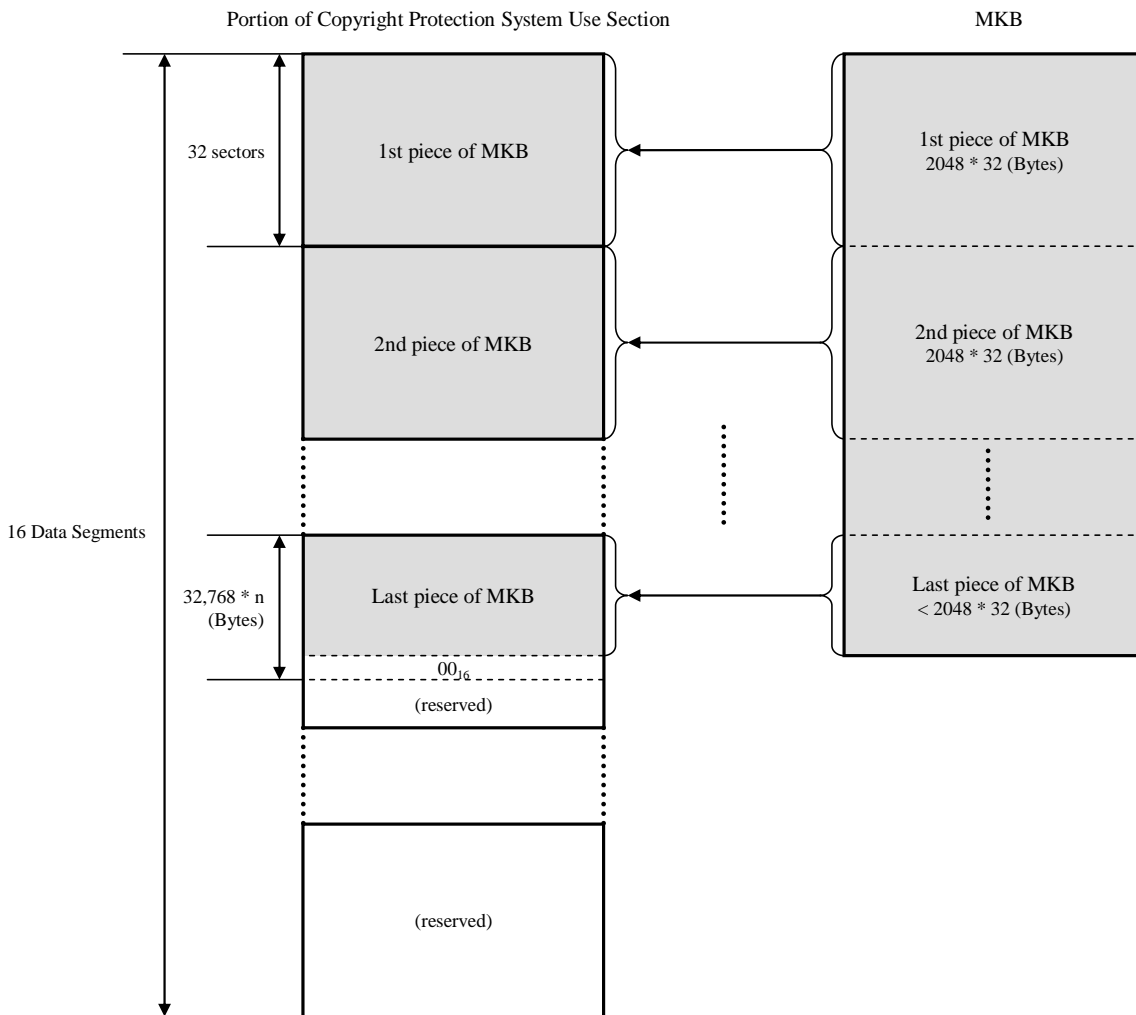 Portion of Copyright Protection System Use Section
MKB
32 sectors
1st piece of MKB
1st piece of MKB
2048 * 32 (Bytes)
2nd piece of MKB
2nd piece of MKB
2048 * 32 (Bytes)
16 Data Segments
32,768 * n
(Bytes)
Last piece of MKB
Last piece of MKB
< 2048 * 32 (Bytes)
00₁₆
(reserved)
(reserved)